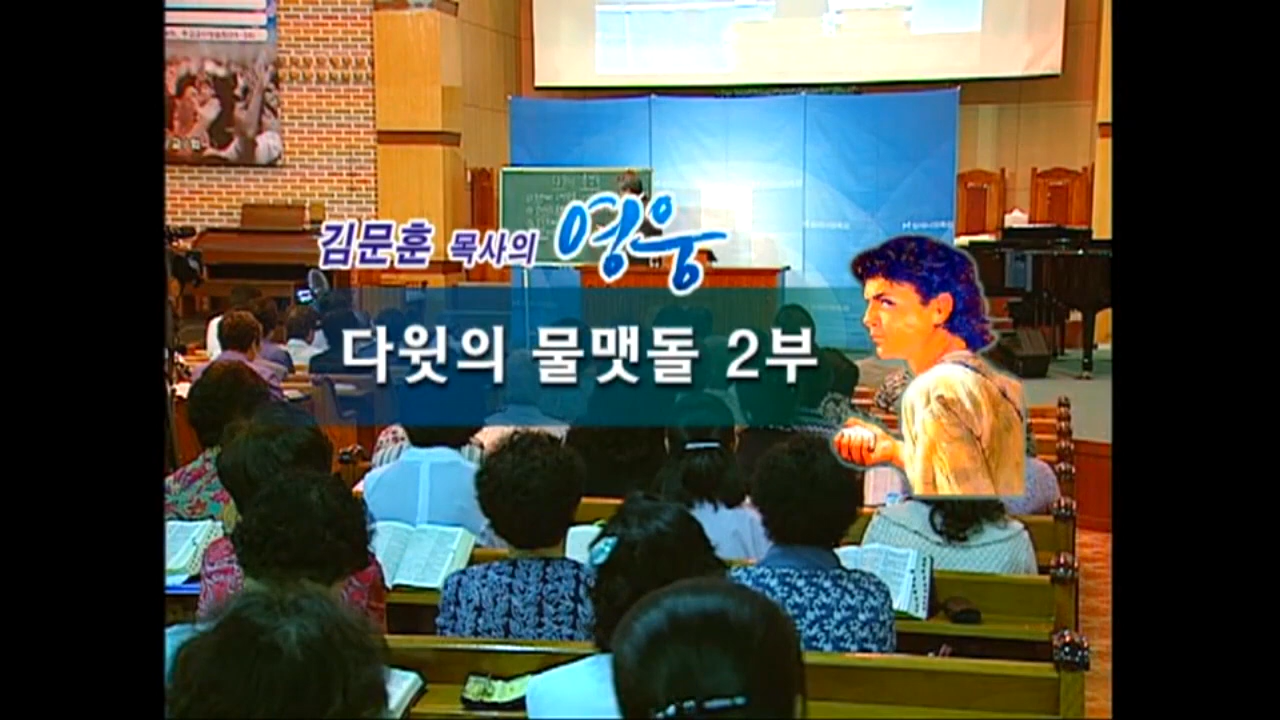 김문훈 목사의 영웅
다윗의 물맷돌 2부